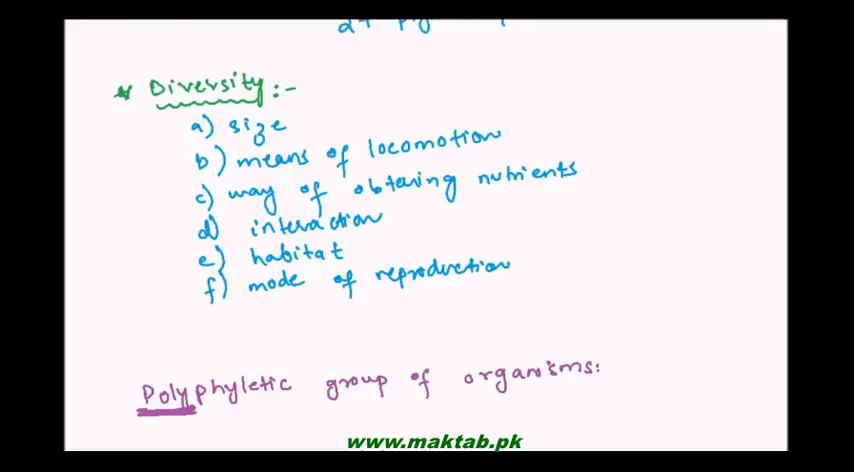 * Diversity :-
a) size
b) means of locomotion
c) way of obtaring nutrients
d) interaction
e) habitat
f) mode of reproduction
Polyphyletic group of organisms:
www.maktab.pk